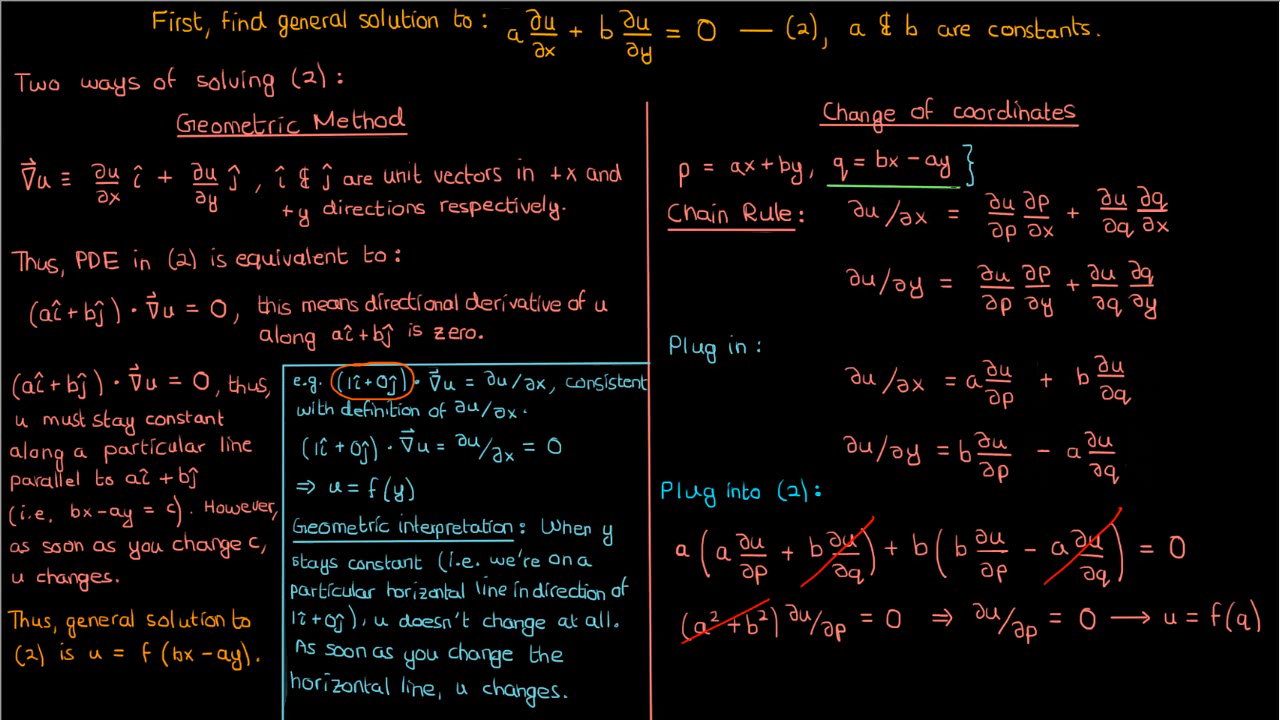 First, find general solution to: a ∂u/∂x + b ∂u/∂y = 0 — (2), a & b are constants.
Two ways of solving (2):
Geometric Method
∇⃗u ≡ ∂u/∂x î + ∂u/∂y ĵ, î & ĵ are unit vectors in +x and
+y directions respectively.
Thus, PDE in (2) is equivalent to:
(aî + bĵ) · ∇⃗u = 0, this means directional derivative of u
along aî + bĵ is zero.
(aî + bĵ) · ∇⃗u = 0, thus,
u must stay constant
along a particular line
parallel to aî + bĵ
(i.e. bx - ay = c). However,
as soon as you change c,
u changes.
Thus, general solution to
(2) is u = f(bx - ay).
e.g. (1î + 0ĵ) · ∇⃗u = ∂u/∂x, consistent
with definition of ∂u/∂x.
(1î + 0ĵ) · ∇⃗u = ∂u/∂x = 0
⇒ u = f(y)
Geometric interpretation: When y
stays constant (i.e. we're on a
particular horizontal line in direction of
1î + 0ĵ), u doesn't change at all.
As soon as you change the
horizontal line, u changes.
Change of coordinates
p = ax + by, q = bx - ay }
Chain Rule: ∂u/∂x = ∂u/∂p ∂p/∂x + ∂u/∂q ∂q/∂x
∂u/∂y = ∂u/∂p ∂p/∂y + ∂u/∂q ∂q/∂y
Plug in:
∂u/∂x = a ∂u/∂p + b ∂u/∂q
∂u/∂y = b ∂u/∂p - a ∂u/∂q
Plug into (2):
a (a ∂u/∂p + b ∂u/∂q) + b (b ∂u/∂p - a ∂u/∂q) = 0
(a² + b²) ∂u/∂p = 0 ⇒ ∂u/∂p = 0 → u = f(q)